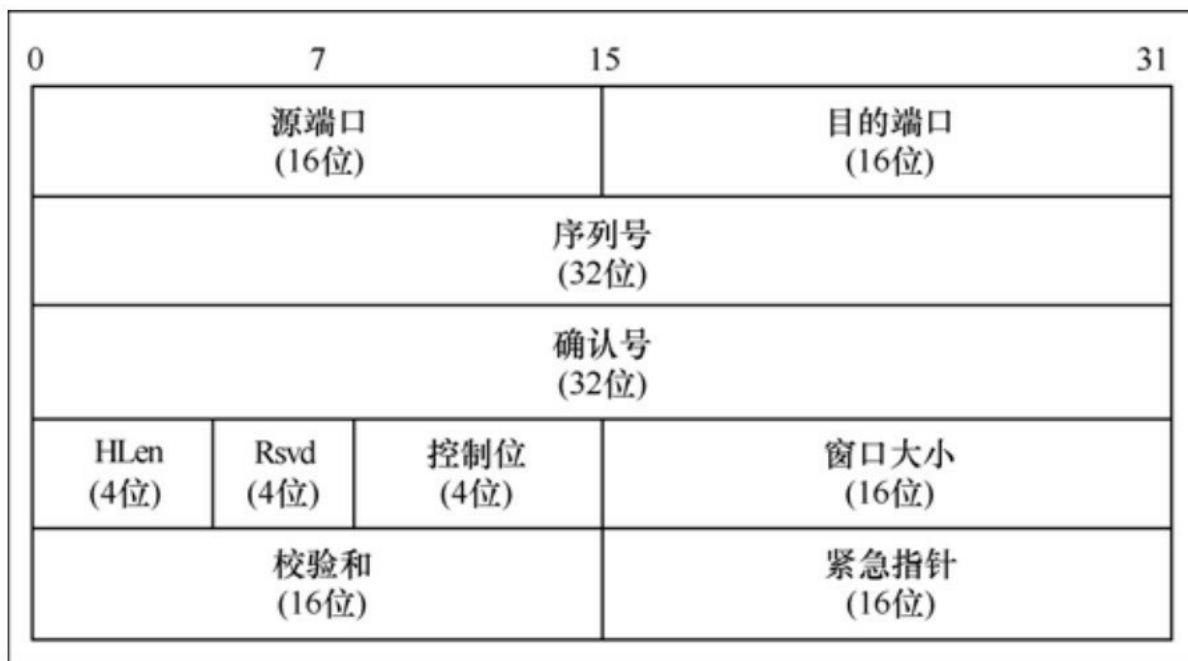 0 7 15 31
源端口 目的端口
(16位) (16位)
序列号
(32位)
确认号
(32位)
HLen Rsvd 控制位 窗口大小
(4位) (4位) (4位) (16位)
校验和 紧急指针
(16位) (16位)